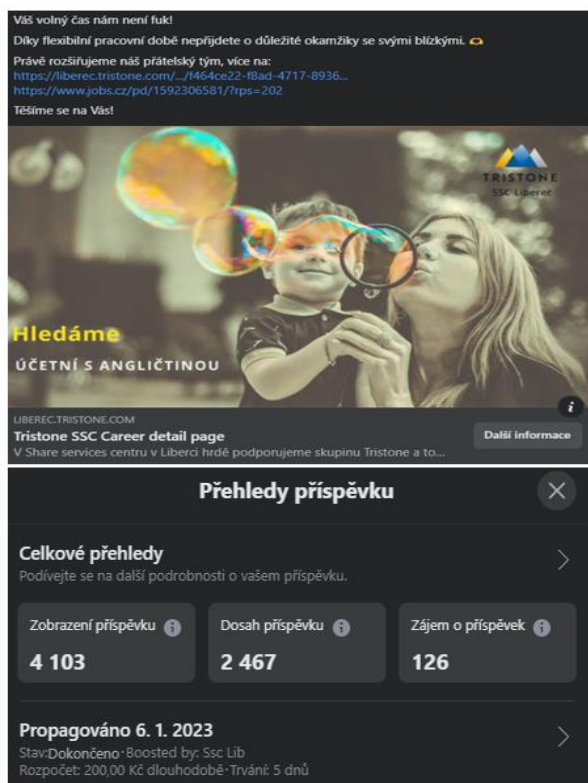 Váš volný čas nám není fuk!
Díky flexibilní pracovní době nepřijdete o důležité okamžiky se svými blízkými.
Právě rozšiřujeme náš přátelský tým, více na:
https://liberec.tristone.com/.../f464ce22-f8ad-4717-8936...
https://www.jobs.cz/pd/1592306581/?rps=202
Těšíme se na Vás!
TRISTONE
SSC Liberec
Hledáme
ÚČETNÍ S ANGLIČTINOU
LIBEREC.TRISTONE.COM
Tristone SSC Career detail page
V Share services centru v Liberci hrdě podporujeme skupinu Tristone a to...
Další informace
Přehledy příspěvku
Celkové přehledy
Podívejte se na další podrobnosti o vašem příspěvku.
Zobrazení příspěvku
4 103
Dosah příspěvku
2 467
Zájem o příspěvek
126
Propagováno 6. 1. 2023
Stav:Dokončeno · Boosted by: Ssc Lib
Rozpočet: 200,00 Kč dlouhodobě · Trvání: 5 dnů